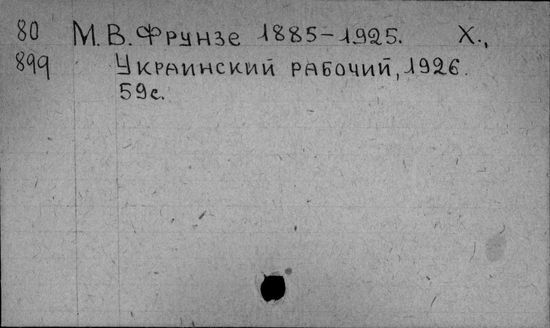 80 М. В. Фрунзе 1885-1925. Х.,
899 Украинский рабочий, 1926.
59с.